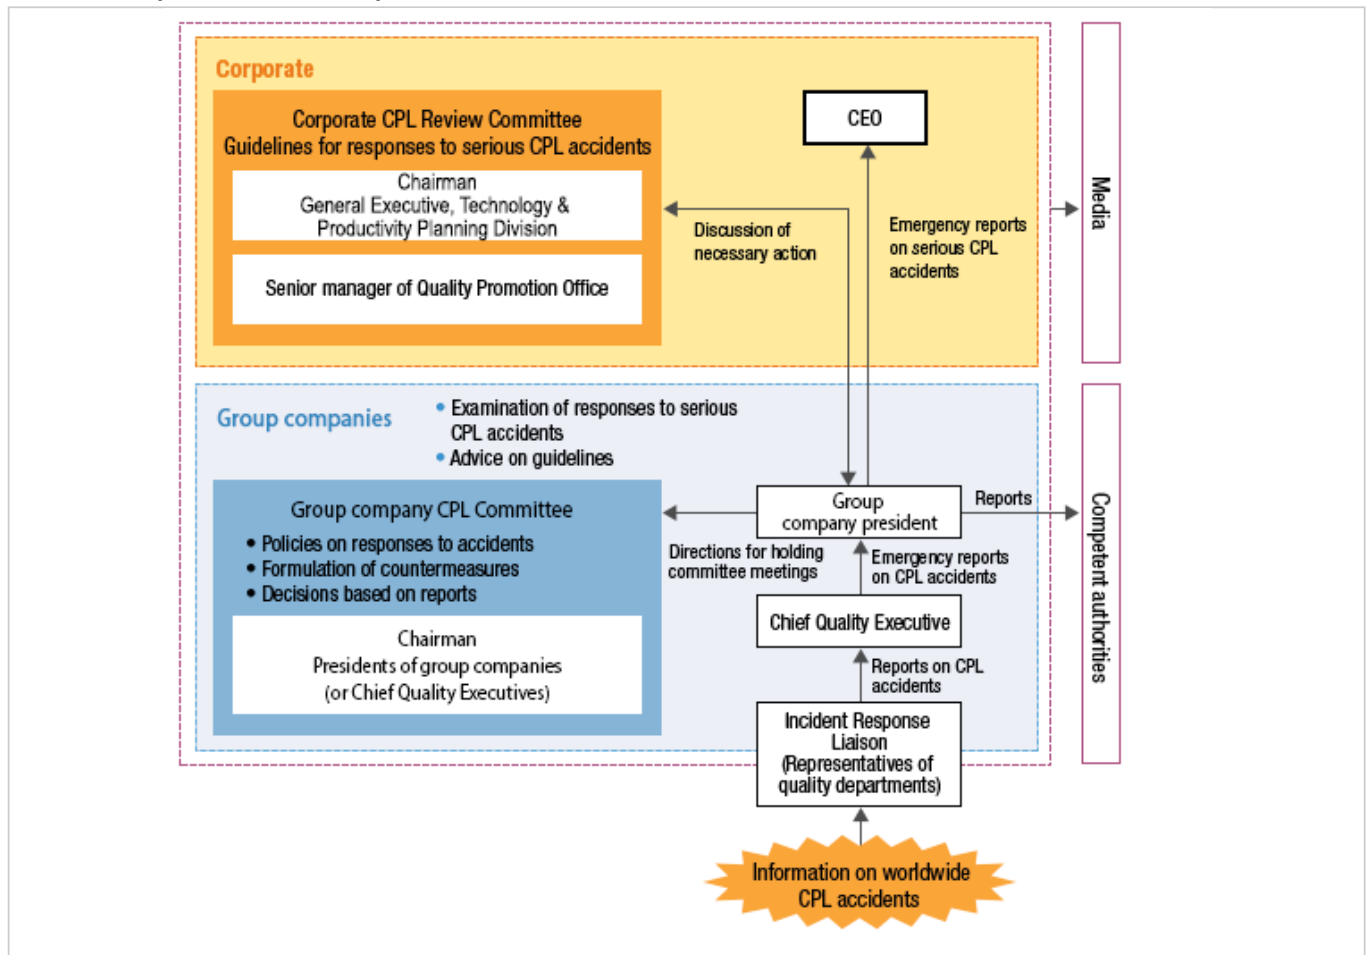 Corporate
Corporate CPL Review Committee
Guidelines for responses to serious CPL accidents
Chairman
General Executive, Technology &
Productivity Planning Division
Senior manager of Quality Promotion Office
CEO
Discussion of
necessary action
Emergency reports
on serious CPL
accidents
Media
Group companies
• Examination of responses to serious
CPL accidents
• Advice on guidelines
Group company CPL Committee
• Policies on responses to accidents
• Formulation of countermeasures
• Decisions based on reports
Chairman
Presidents of group companies
(or Chief Quality Executives)
Group
company president
Reports
Directions for holding
committee meetings
Emergency reports
on CPL accidents
Chief Quality Executive
Reports on CPL
accidents
Incident Response
Liaison
(Representatives of
quality departments)
Competent authorities
Information on worldwide
CPL accidents